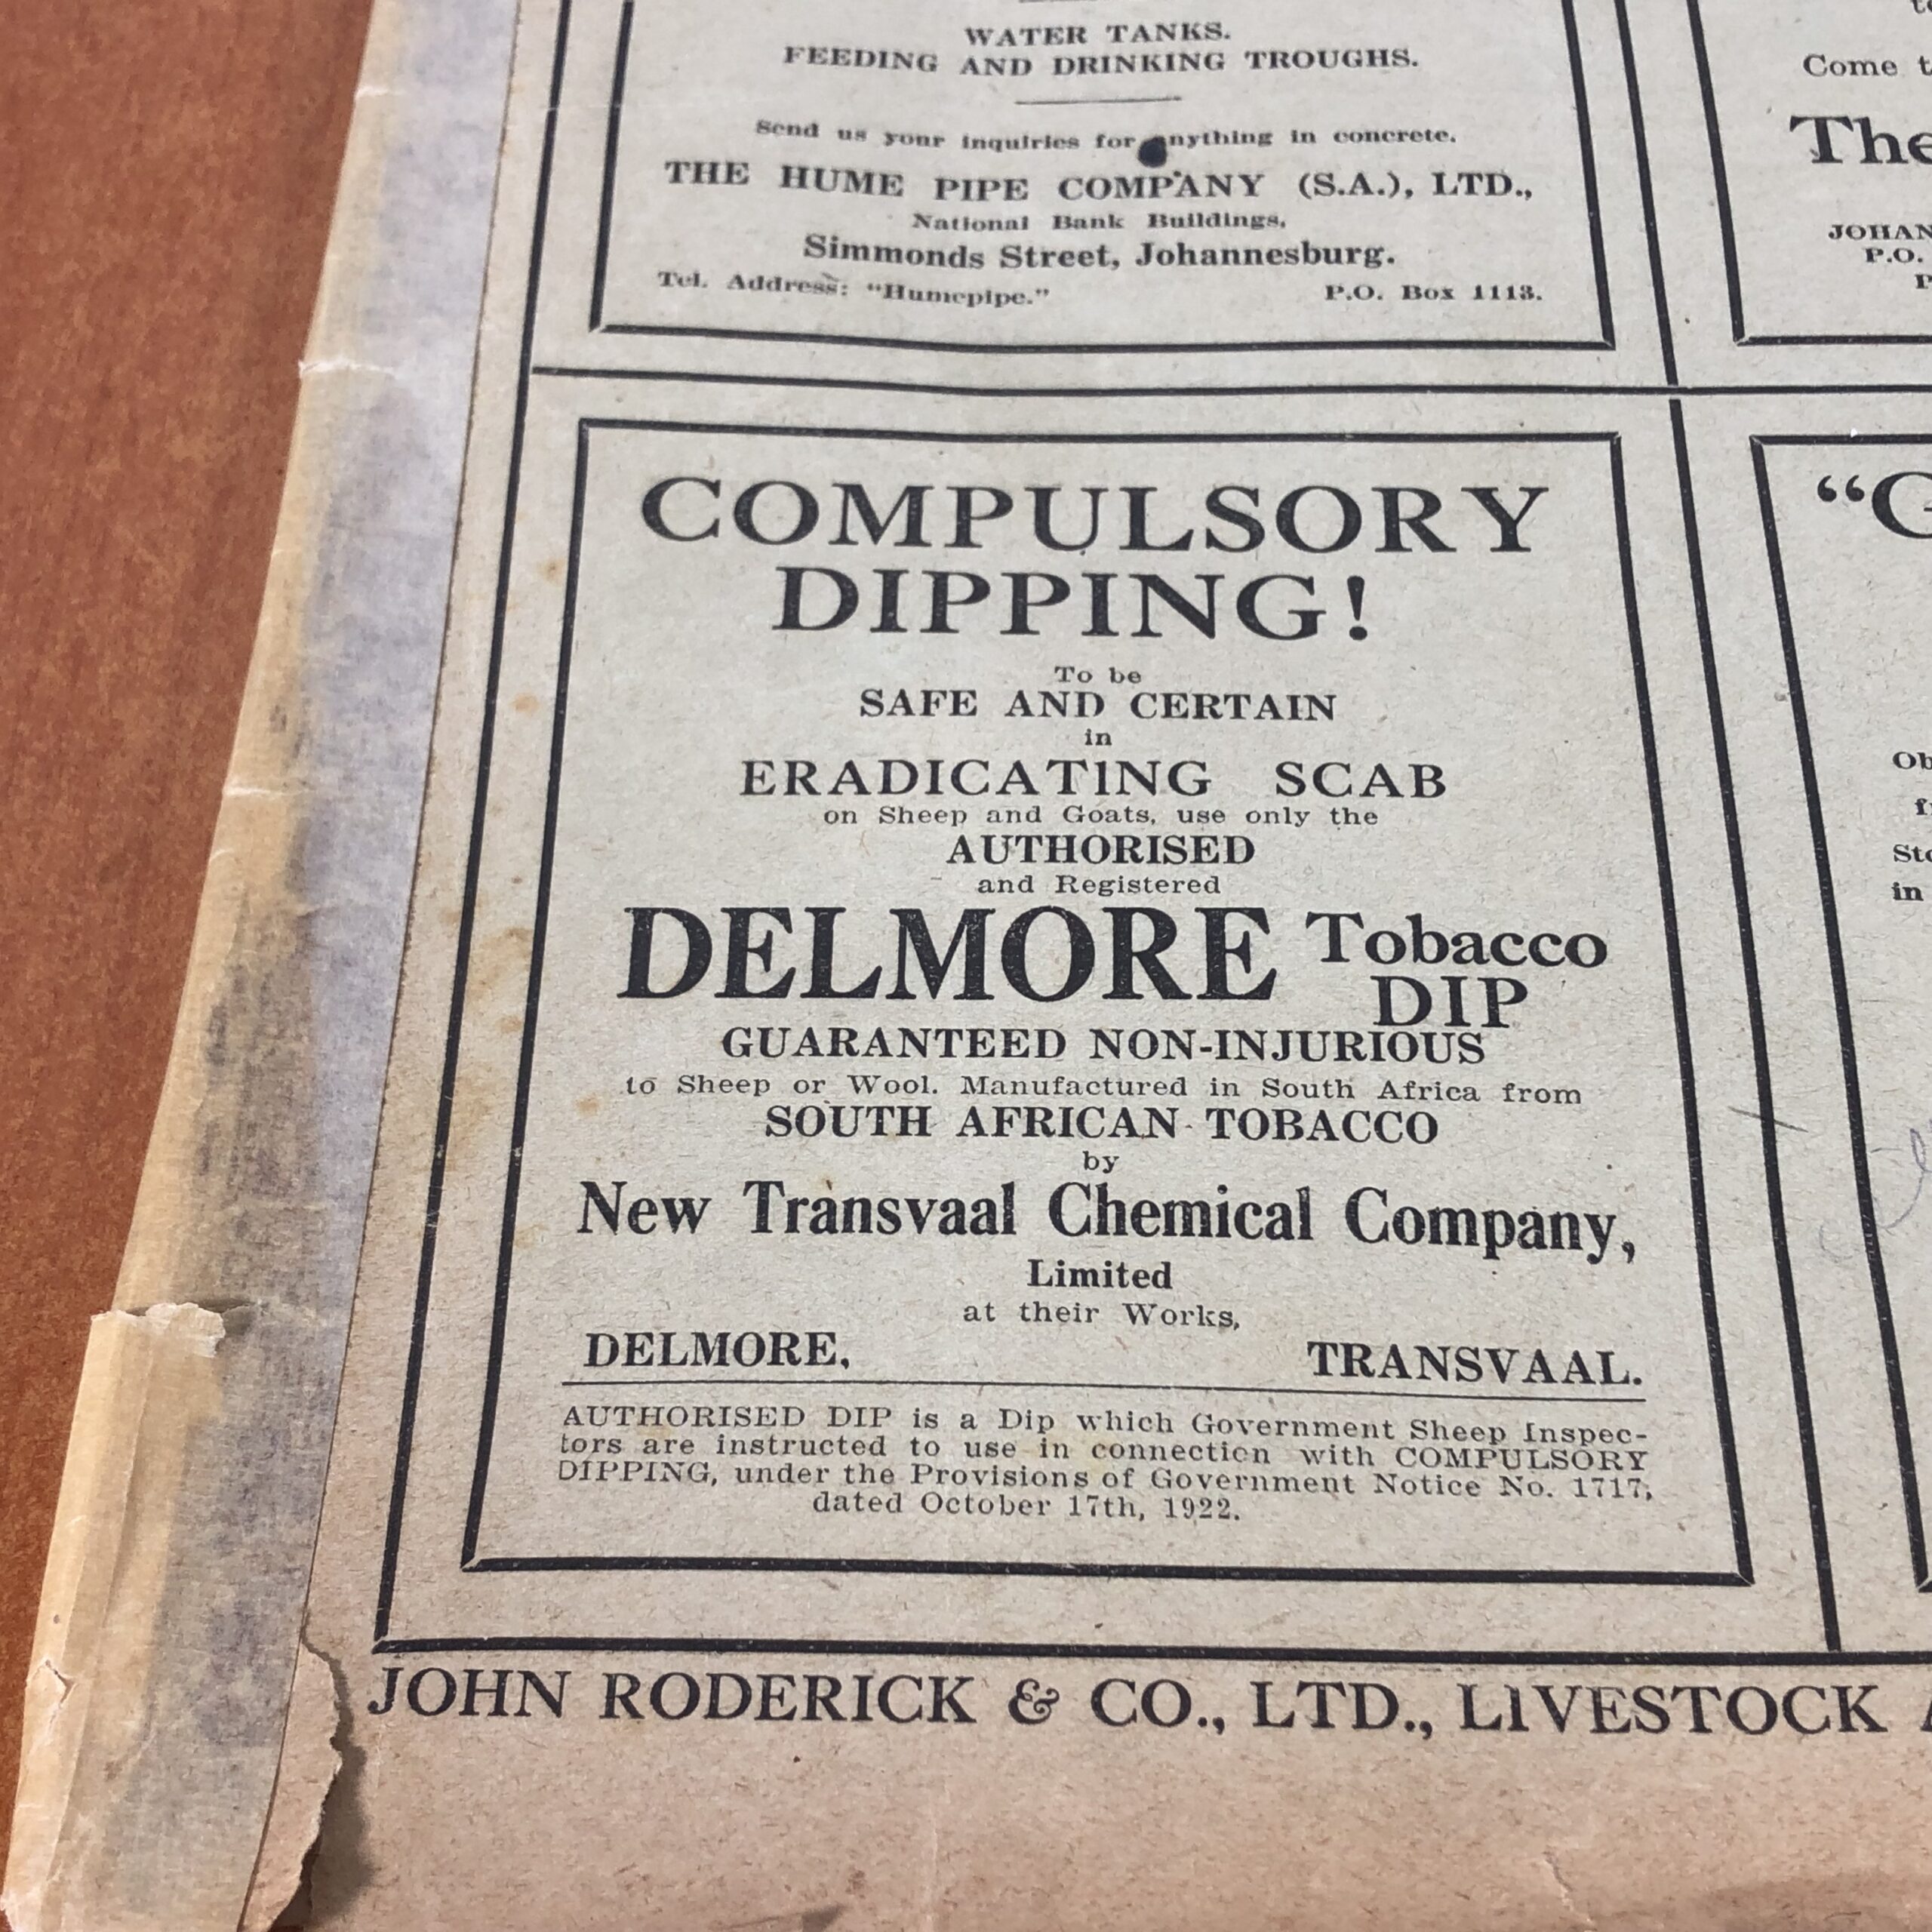 WATER TANKS.
FEEDING AND DRINKING TROUGHS.
Send us your inquiries for anything in concrete.
THE HUME PIPE COMPANY (S.A.), LTD.,
National Bank Buildings,
Simmonds Street, Johannesburg.
Tel. Address: "Humepipe."
P.O. Box 1113.
COMPULSORY
DIPPING!
To be
SAFE AND CERTAIN
in
ERADICATING SCAB
on Sheep and Goats, use only the
AUTHORISED
and Registered
DELMORE Tobacco
DIP
GUARANTEED NON-INJURIOUS
to Sheep or Wool. Manufactured in South Africa from
SOUTH AFRICAN TOBACCO
by
New Transvaal Chemical Company,
Limited
at their Works,
DELMORE, TRANSVAAL.
AUTHORISED DIP is a Dip which Government Sheep Inspec-
tors are instructed to use in connection with COMPULSORY
DIPPING, under the Provisions of Government Notice No. 1717,
dated October 17th, 1922.
JOHN RODERICK & CO., LTD., LIVESTOCK
Come
The
P.O.
in